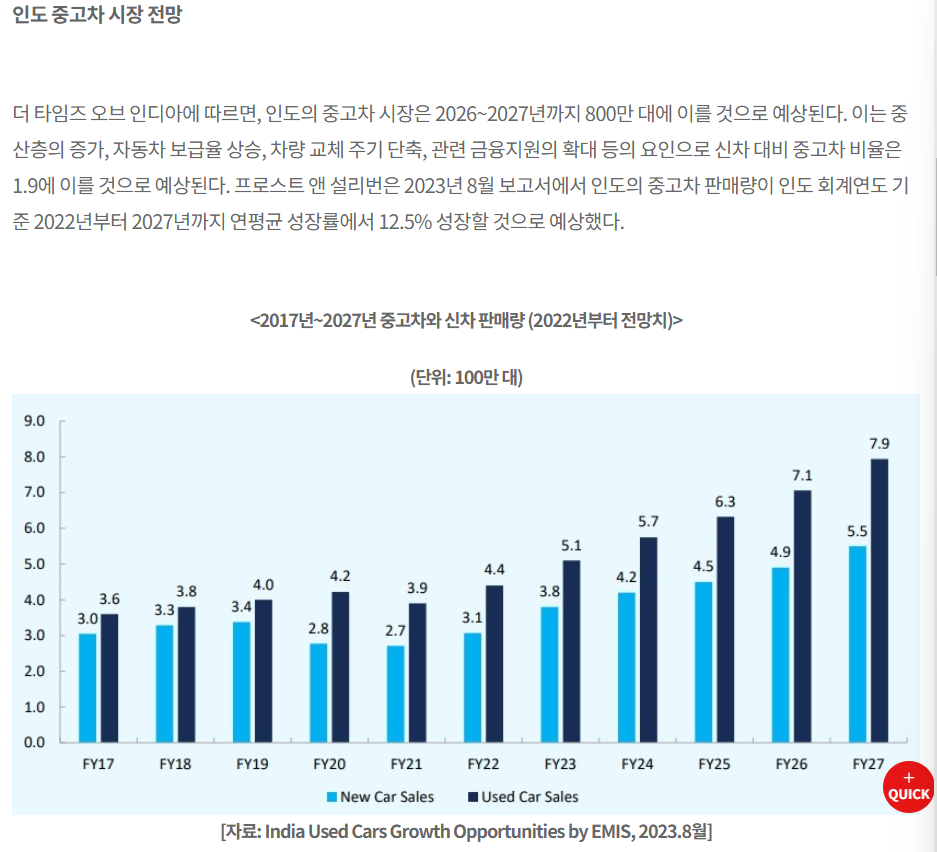 인도 중고차 시장 전망
더 타임즈 오브 인디아에 따르면, 인도의 중고차 시장은 2026~2027년까지 800만 대에 이를 것으로 예상된다. 이는 중
산층의 증가, 자동차 보급율 상승, 차량 교체 주기 단축, 관련 금융지원의 확대 등의 요인으로 신차 대비 중고차 비율은
1.9에 이를 것으로 예상된다. 프로스트 앤 설리번은 2023년 8월 보고서에서 인도의 중고차 판매량이 인도 회계연도 기
준 2022년부터 2027년까지 연평균 성장률에서 12.5% 성장할 것으로 예상했다.
<2017년~2027년 중고차와 신차 판매량 (2022년부터 전망치)>
(단위: 100만 대)
9.0
8.0
7.0
6.0
5.0
4.0
3.0
2.0
1.0
0.0
3.0 3.6
3.3 3.8
3.4 4.0
2.8 4.2
2.7 3.9
3.1 4.4
3.8 5.1
4.2 5.7
4.5 6.3
4.9 7.1
5.5 7.9
FY17 FY18 FY19 FY20 FY21 FY22 FY23 FY24 FY25 FY26 FY27
New Car Sales Used Car Sales
+
QUICK
[자료: India Used Cars Growth Opportunities by EMIS, 2023.8월]